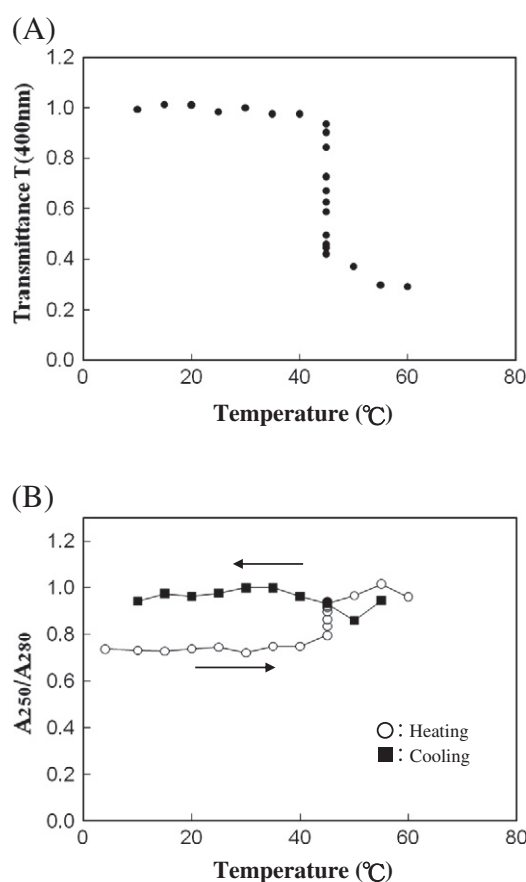 (A)
Transmittance T(400nm)
1.2
1.0
0.8
0.6
0.4
0.2
0.0
0 20 40 60 80
Temperature (℃)
(B)
A250/A280
1.2
1.0
0.8
0.6
0.4
0.2
0.0
○: Heating
■: Cooling
0 20 40 60 80
Temperature (℃)